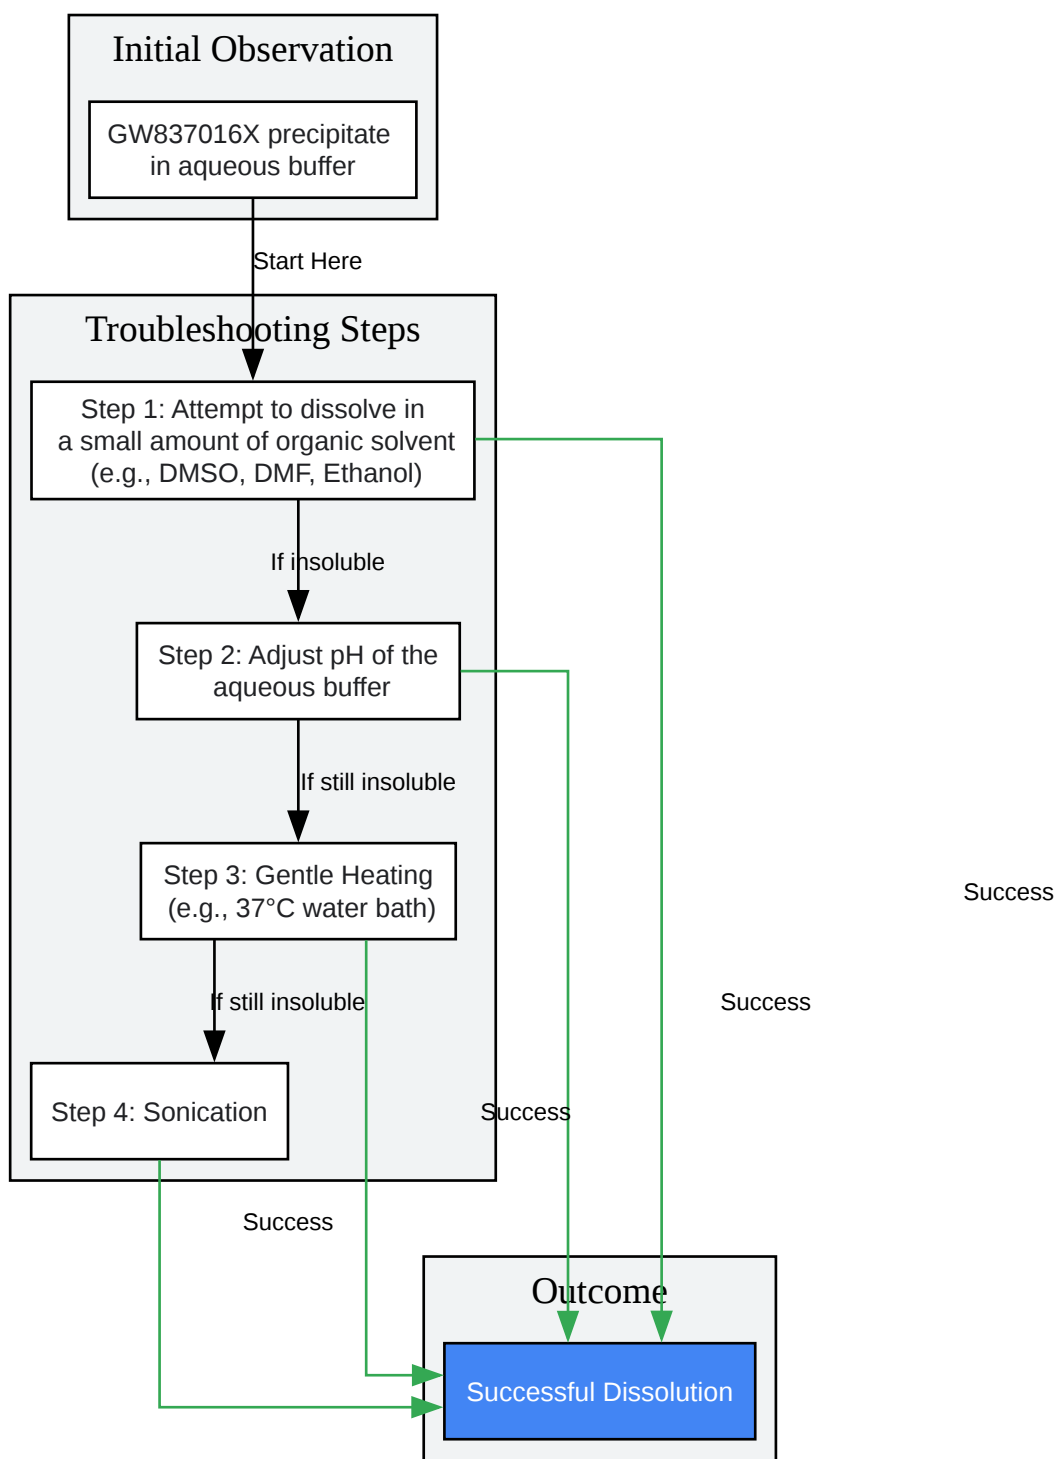 Initial Observation
GW837016X precipitate
in aqueous buffer
Start Here
Troubleshooting Steps
Step 1: Attempt to dissolve in
a small amount of organic solvent
(e.g., DMSO, DMF, Ethanol)
If insoluble
Step 2: Adjust pH of the
aqueous buffer
If still insoluble
Step 3: Gentle Heating
(e.g., 37°C water bath)
Success
If still insoluble
Success
Step 4: Sonication
Success
Success
Outcome
Successful Dissolution